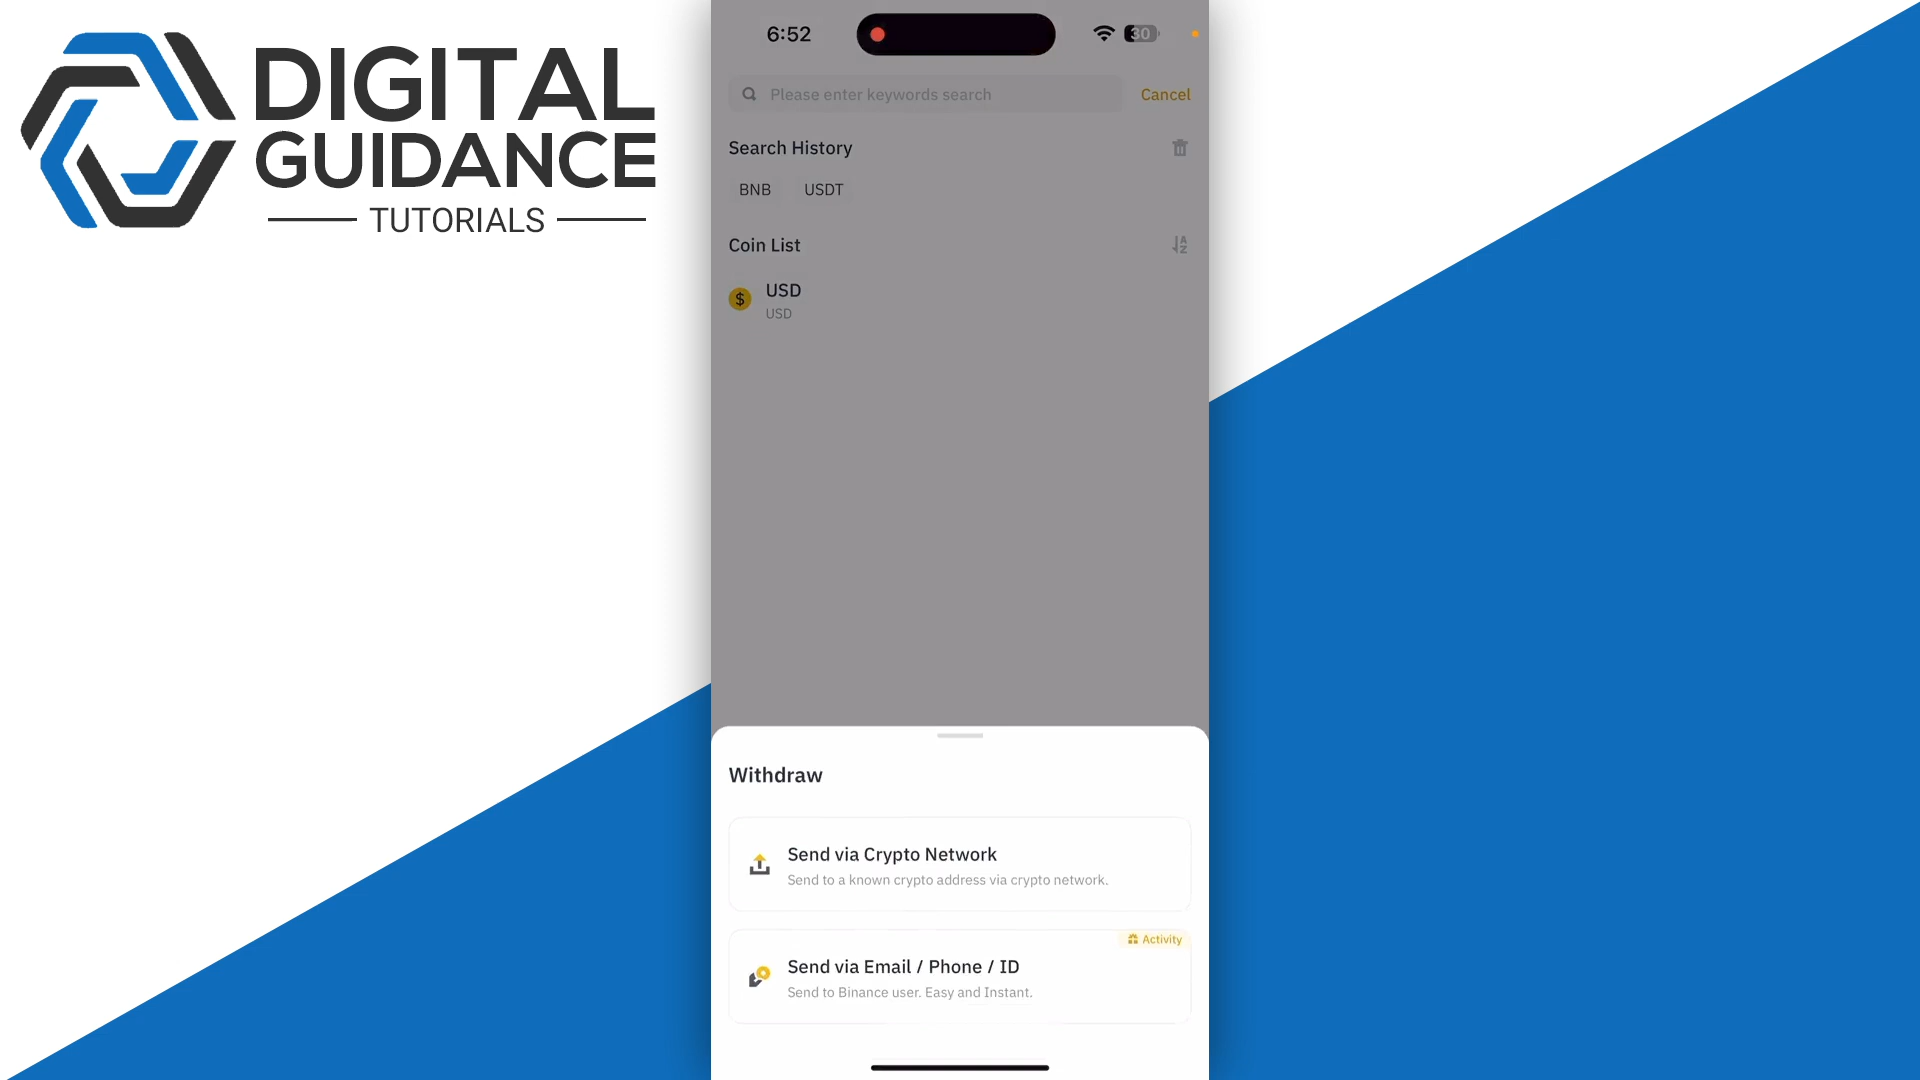 DIGITAL
GUIDANCE
TUTORIALS
6:52
30
Please enter keywords search
Cancel
Search History
BNB
USDT
Coin List
USD
USD
Withdraw
Send via Crypto Network
Send to a known crypto address via crypto network.
Activity
Send via Email / Phone / ID
Send to Binance user. Easy and Instant.